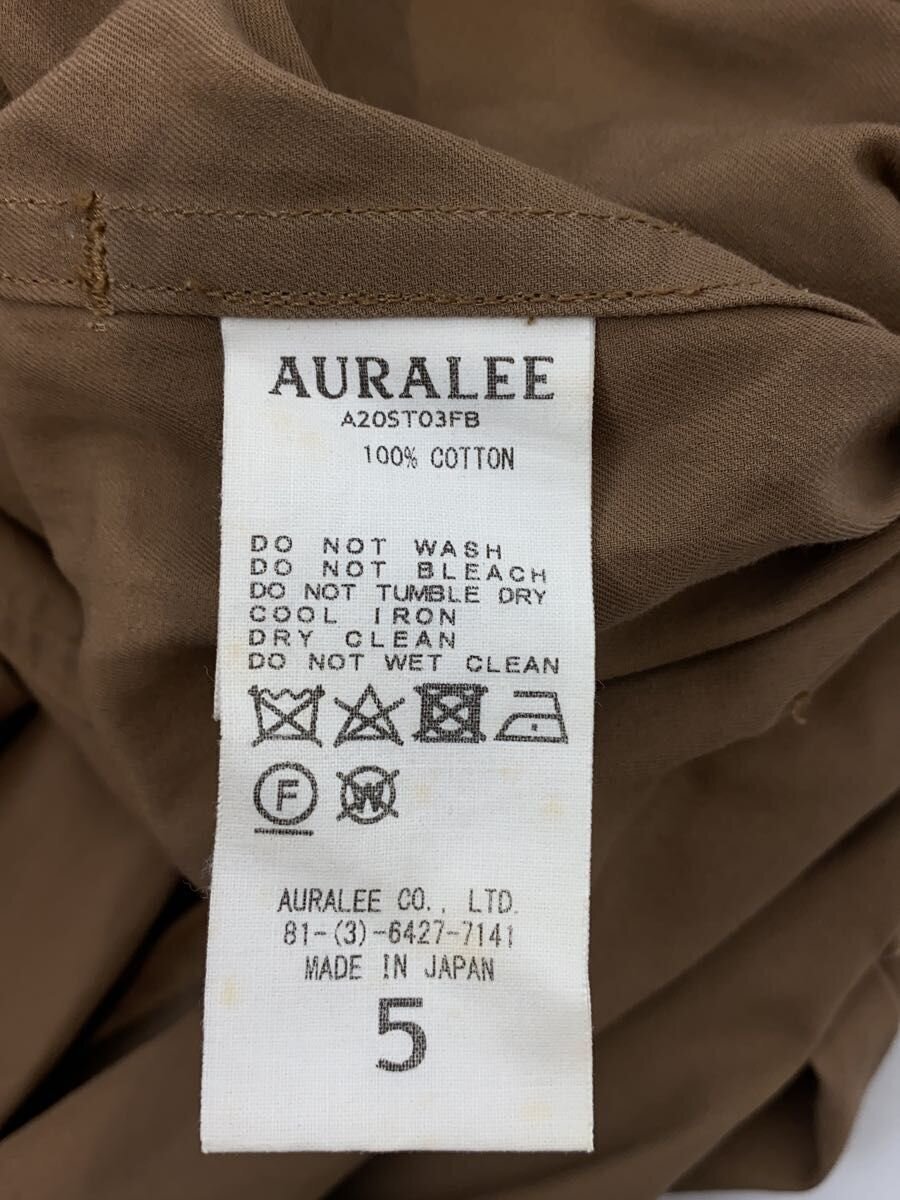 AURALEE
A20ST03FB
100% COTTON
DO NOT WASH
DO NOT BLEACH
DO NOT TUMBLE DRY
COOL IRON
DRY CLEAN
DO NOT WET CLEAN
F W
AURALEE CO., LTD.
81-(3)-6427-7141
MADE IN JAPAN
5